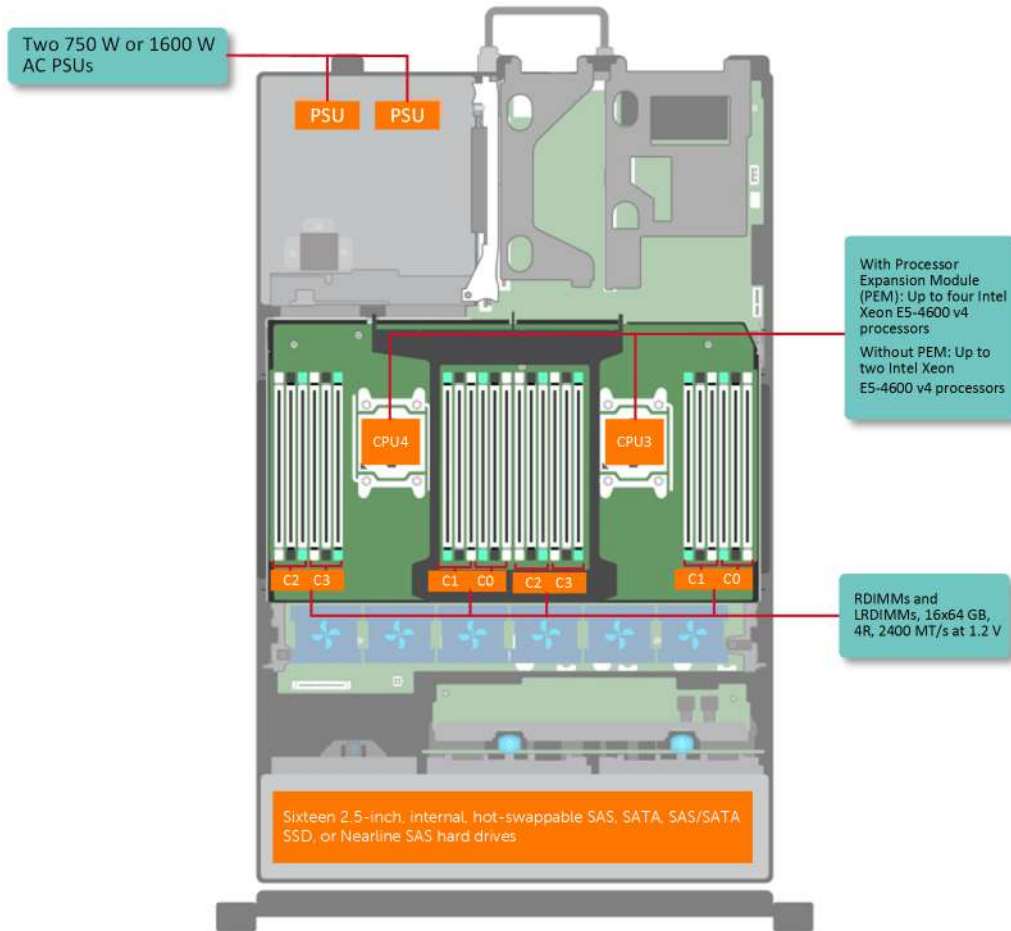 Two 750 W or 1600 W
AC PSUs
PSU
PSU
With Processor
Expansion Module
(PEM): Up to four Intel
Xeon E5-4600 v4
processors
Without PEM: Up to
two Intel Xeon
E5-4600 v4 processors
CPU4
CPU3
C2
C3
C1
C0
C2
C3
C1
C0
RDIMMs and
LRDIMMs, 16x64 GB,
4R, 2400 MT/s at 1.2 V
Sixteen 2.5-inch, internal, hot-swappable SAS, SATA, SAS/SATA
SSD, or Nearline SAS hard drives